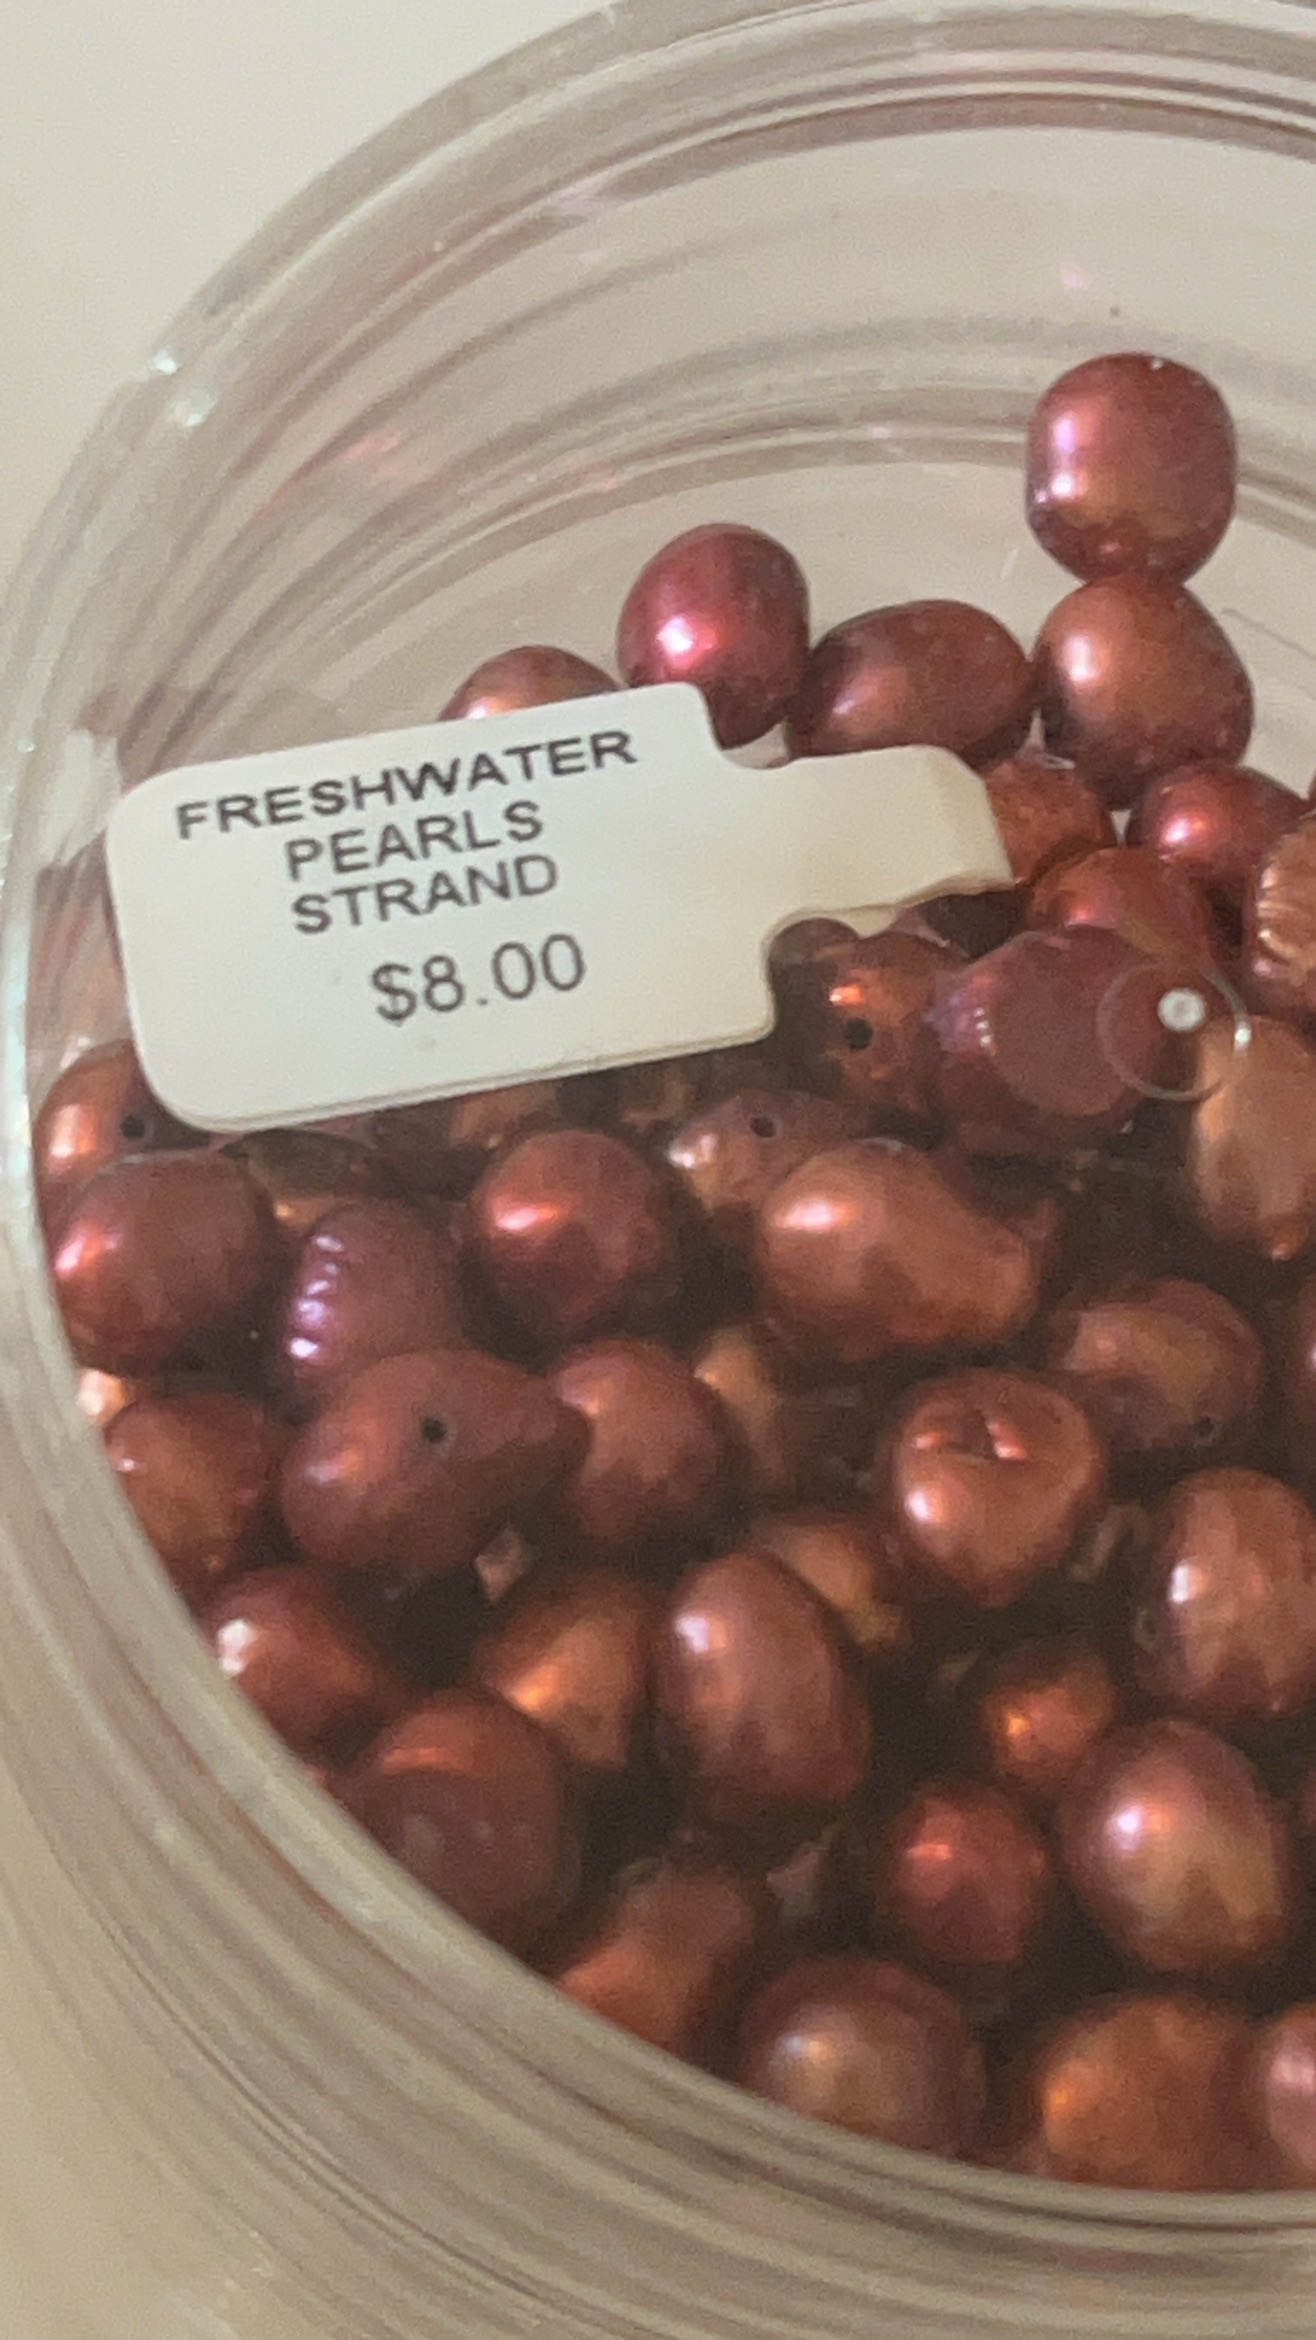 FRESHWATER
PEARLS
STRAND
$8.00